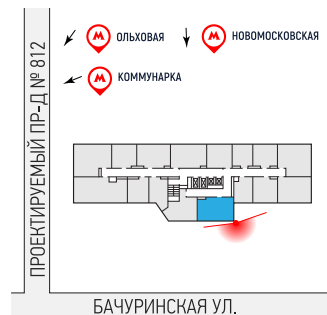 ОЛЬХОВАЯ
НОВОМОСКОВСКАЯ
КОММУНАРКА
ПРОЕКТИРУЕМЫЙ ПР-Д № 812
БАЧУРИНСКАЯ УЛ.